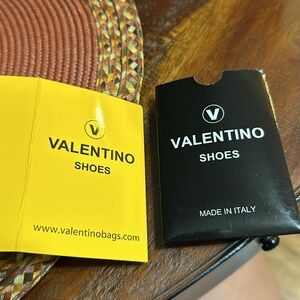 V
VALENTINO
SHOES
www.valentinobags.com
V
VALENTINO
SHOES
MADE IN ITALY